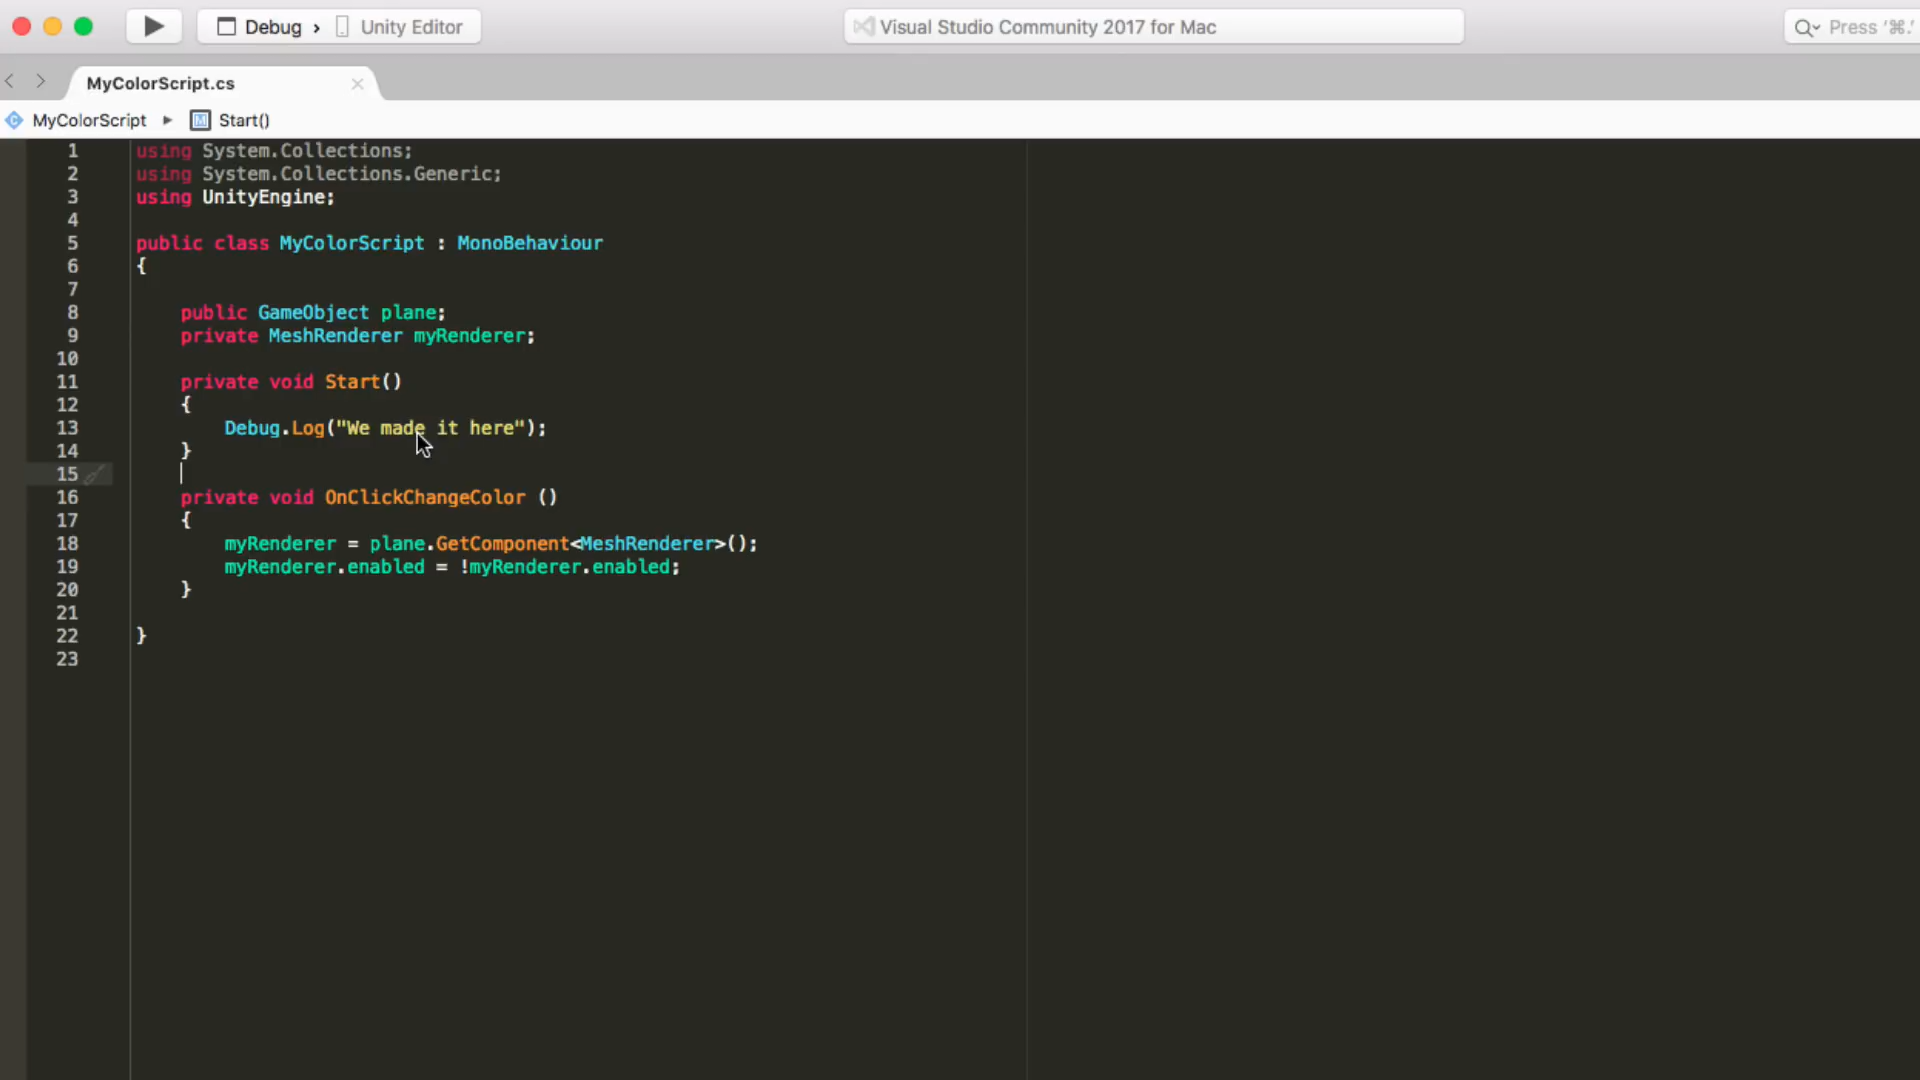 Debug › Unity Editor
Visual Studio Community 2017 for Mac
Press '⌘.'
MyColorScript.cs
MyColorScript ▸ M Start()
1 using System.Collections;
2 using System.Collections.Generic;
3 using UnityEngine;
4
5 public class MyColorScript : MonoBehaviour
6 {
7
8 public GameObject plane;
9 private MeshRenderer myRenderer;
10
11 private void Start()
12 {
13 Debug.Log("We made it here");
14 }
15
16 private void OnClickChangeColor ()
17 {
18 myRenderer = plane.GetComponent<MeshRenderer>();
19 myRenderer.enabled = !myRenderer.enabled;
20 }
21
22 }
23